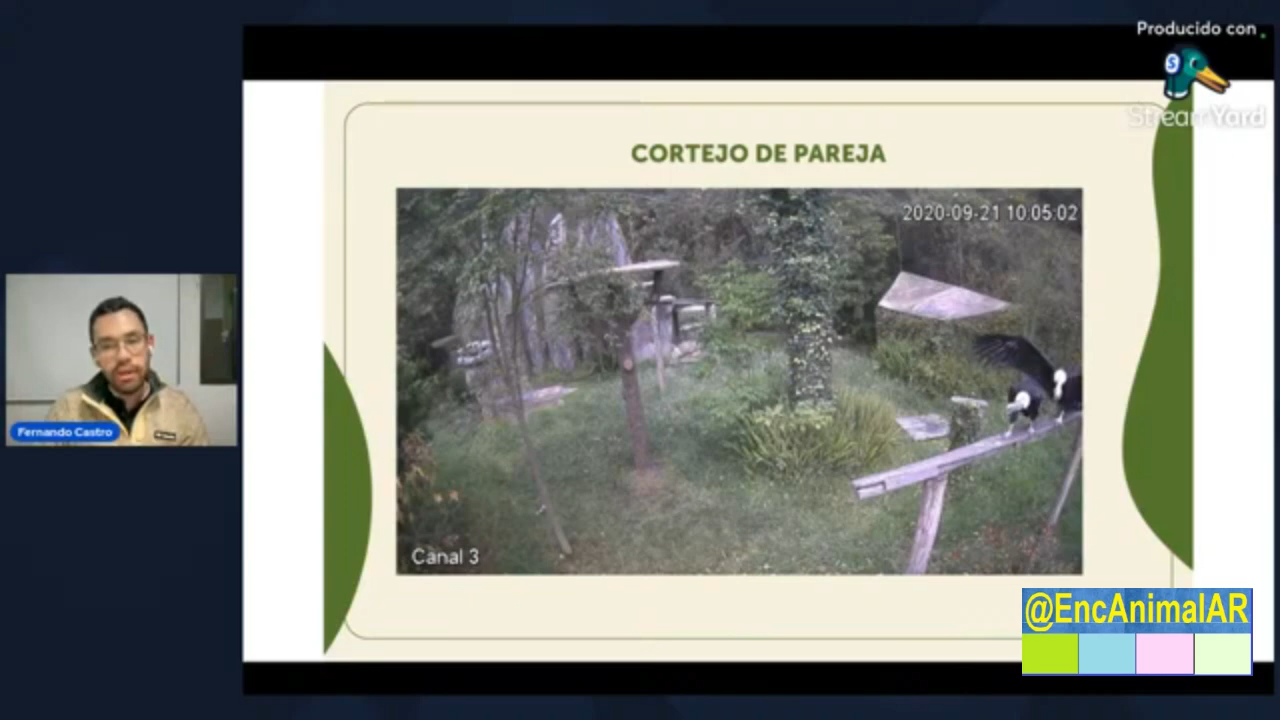 Producido con
StreamYard
CORTEJO DE PAREJA
2020-09-21 10:05:02
Fernando Castro
Canal 3
@EncAnimalAR